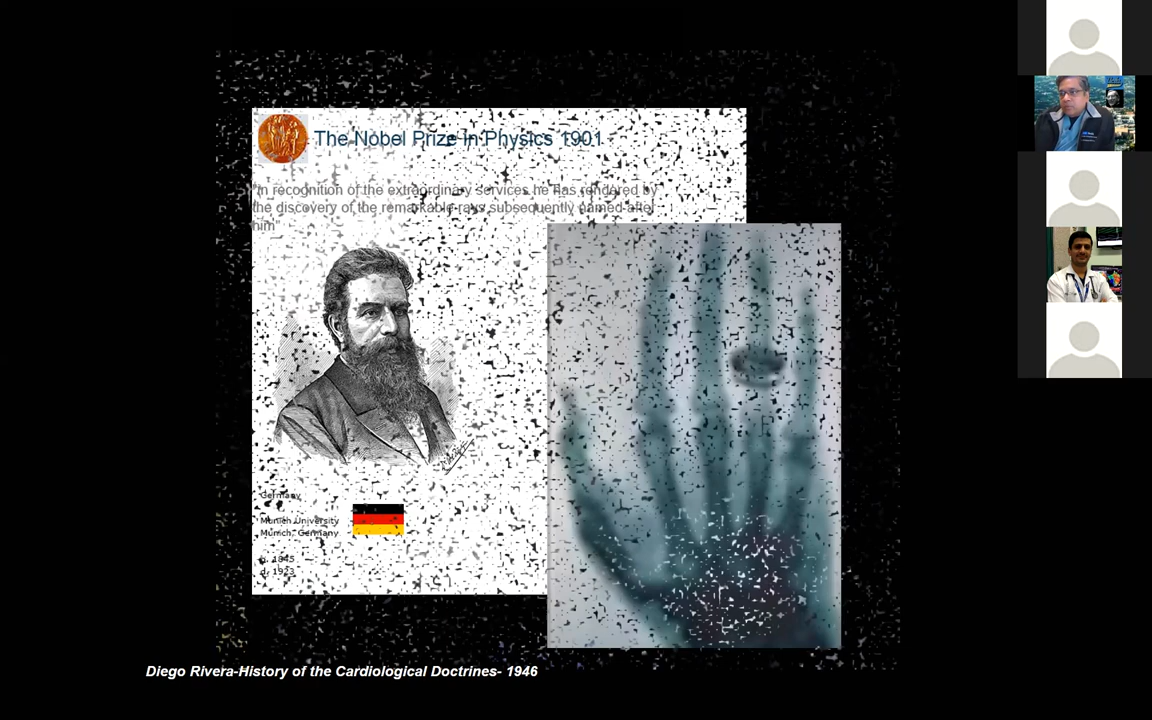 The Nobel Prize in Physics 1901
"In recognition of the extraordinary services he has rendered by
the discovery of the remarkable rays subsequently named after
him"
Germany
Munich University
Munich, Germany
b. 1845
d. 1923
Diego Rivera-History of the Cardiological Doctrines- 1946